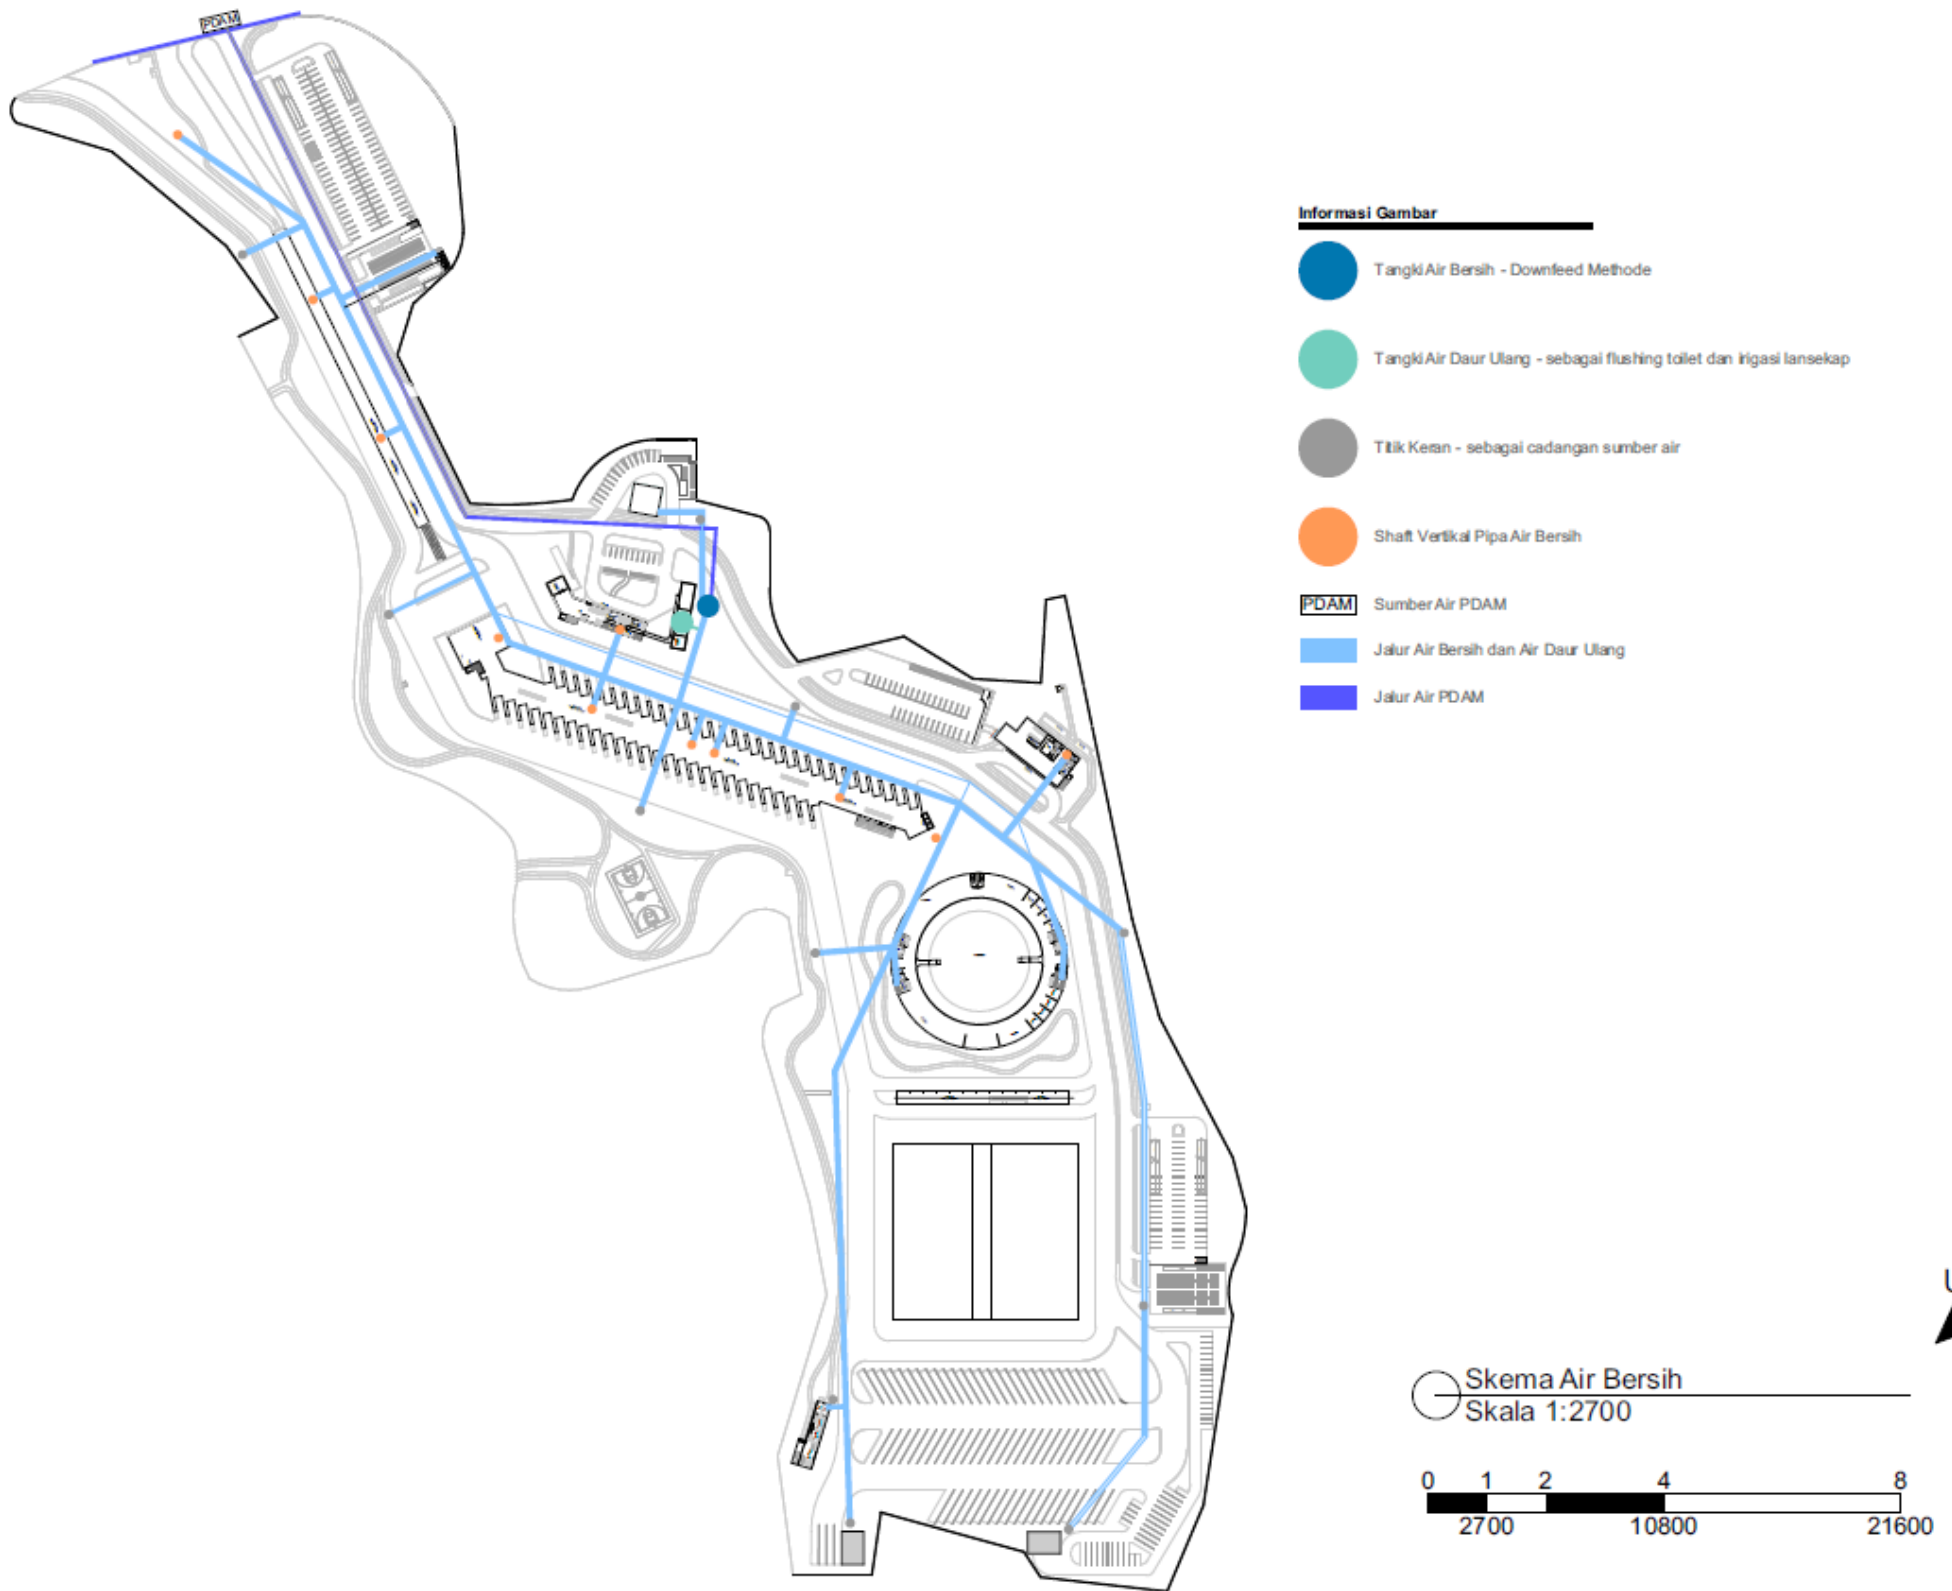 PDAM
Informasi Gambar
Tangki Air Bersih - Downfeed Methode
Tangki Air Daur Ulang - sebagai flushing toilet dan irigasi lansekap
Titik Keran - sebagai cadangan sumber air
Shaft Vertikal Pipa Air Bersih
PDAM Sumber Air PDAM
Jalur Air Bersih dan Air Daur Ulang
Jalur Air PDAM
U
Skema Air Bersih
Skala 1:2700
0 1 2 4 8
2700 10800 21600